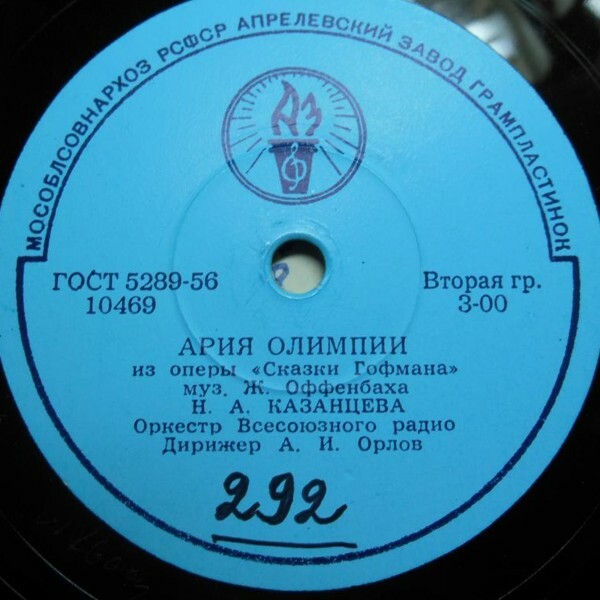 МОСОБЛСОВНАРХОЗ РСФСР АПРЕЛЕВСКИЙ ЗАВОД ГРАМПЛАСТИНОК
АЗ
ГОСТ 5289-56
10469
Вторая гр.
3-00
АРИЯ ОЛИМПИИ
из оперы «Сказки Гофмана»
муз. Ж. Оффенбаха
Н. А. КАЗАНЦЕВА
Оркестр Всесоюзного радио
Дирижер А. И. Орлов
292